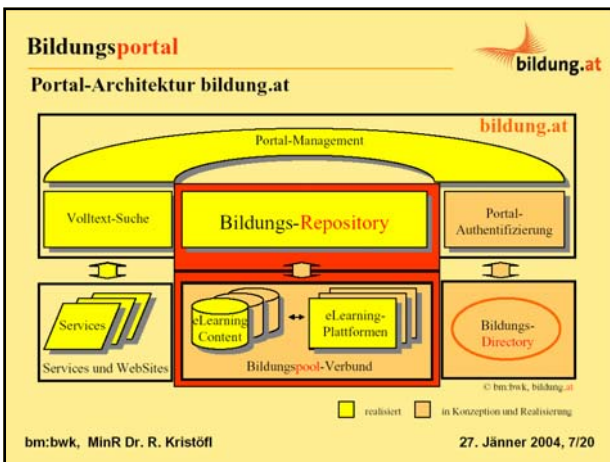 Bildungsportal
bildung.at
Portal-Architektur bildung.at
bildung.at
Portal-Management
Volltext-Suche
Bildungs-Repository
Portal-
Authentifizierung
Services
Services und WebSites
eLearning
Content
eLearning-
Plattformen
Bildungspool-Verbund
Bildungs-
Directory
© bm:bwk, bildung.at
realisiert
in Konzeption und Realisierung
bm:bwk, MinR Dr. R. Kristöfl
27. Jänner 2004, 7/20